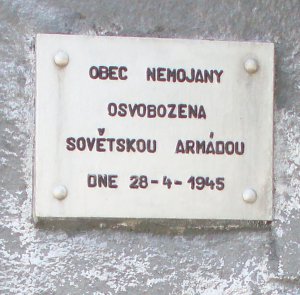 OBEC NEMOJANY
OSVOBOZENA
SOVĚTSKOU ARMÁDOU
DNE 28-4-1945